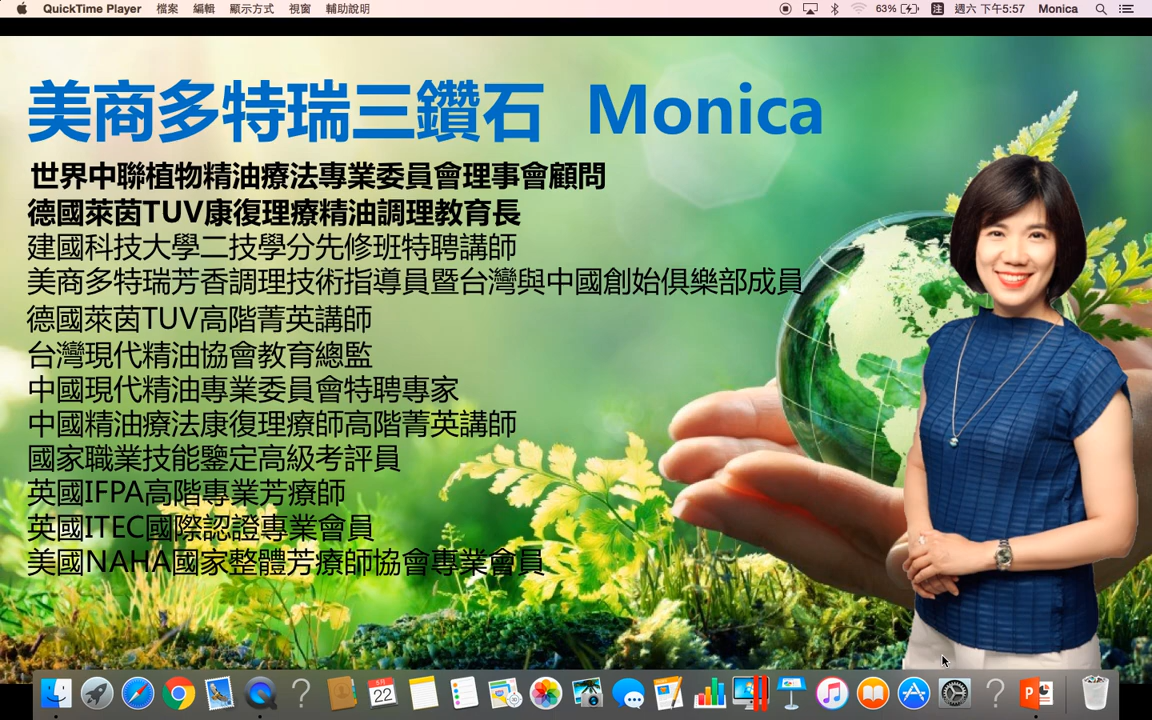 QuickTime Player 檔案 編輯 顯示方式 視窗 輔助說明 63% 注 週六 下午5:57 Monica
美商多特瑞三鑽石 Monica
世界中聯植物精油療法專業委員會理事會顧問
德國萊茵TUV康復理療精油調理教育長
建國科技大學二技學分先修班特聘講師
美商多特瑞芳香調理技術指導員暨台灣與中國創始俱樂部成員
德國萊茵TUV高階菁英講師
台灣現代精油協會教育總監
中國現代精油專業委員會特聘專家
中國精油療法康復理療師高階菁英講師
國家職業技能鑒定高級考評員
英國IFPA高階專業芳療師
英國ITEC國際認證專業會員
美國NAHA國家整體芳療師協會專業會員
22